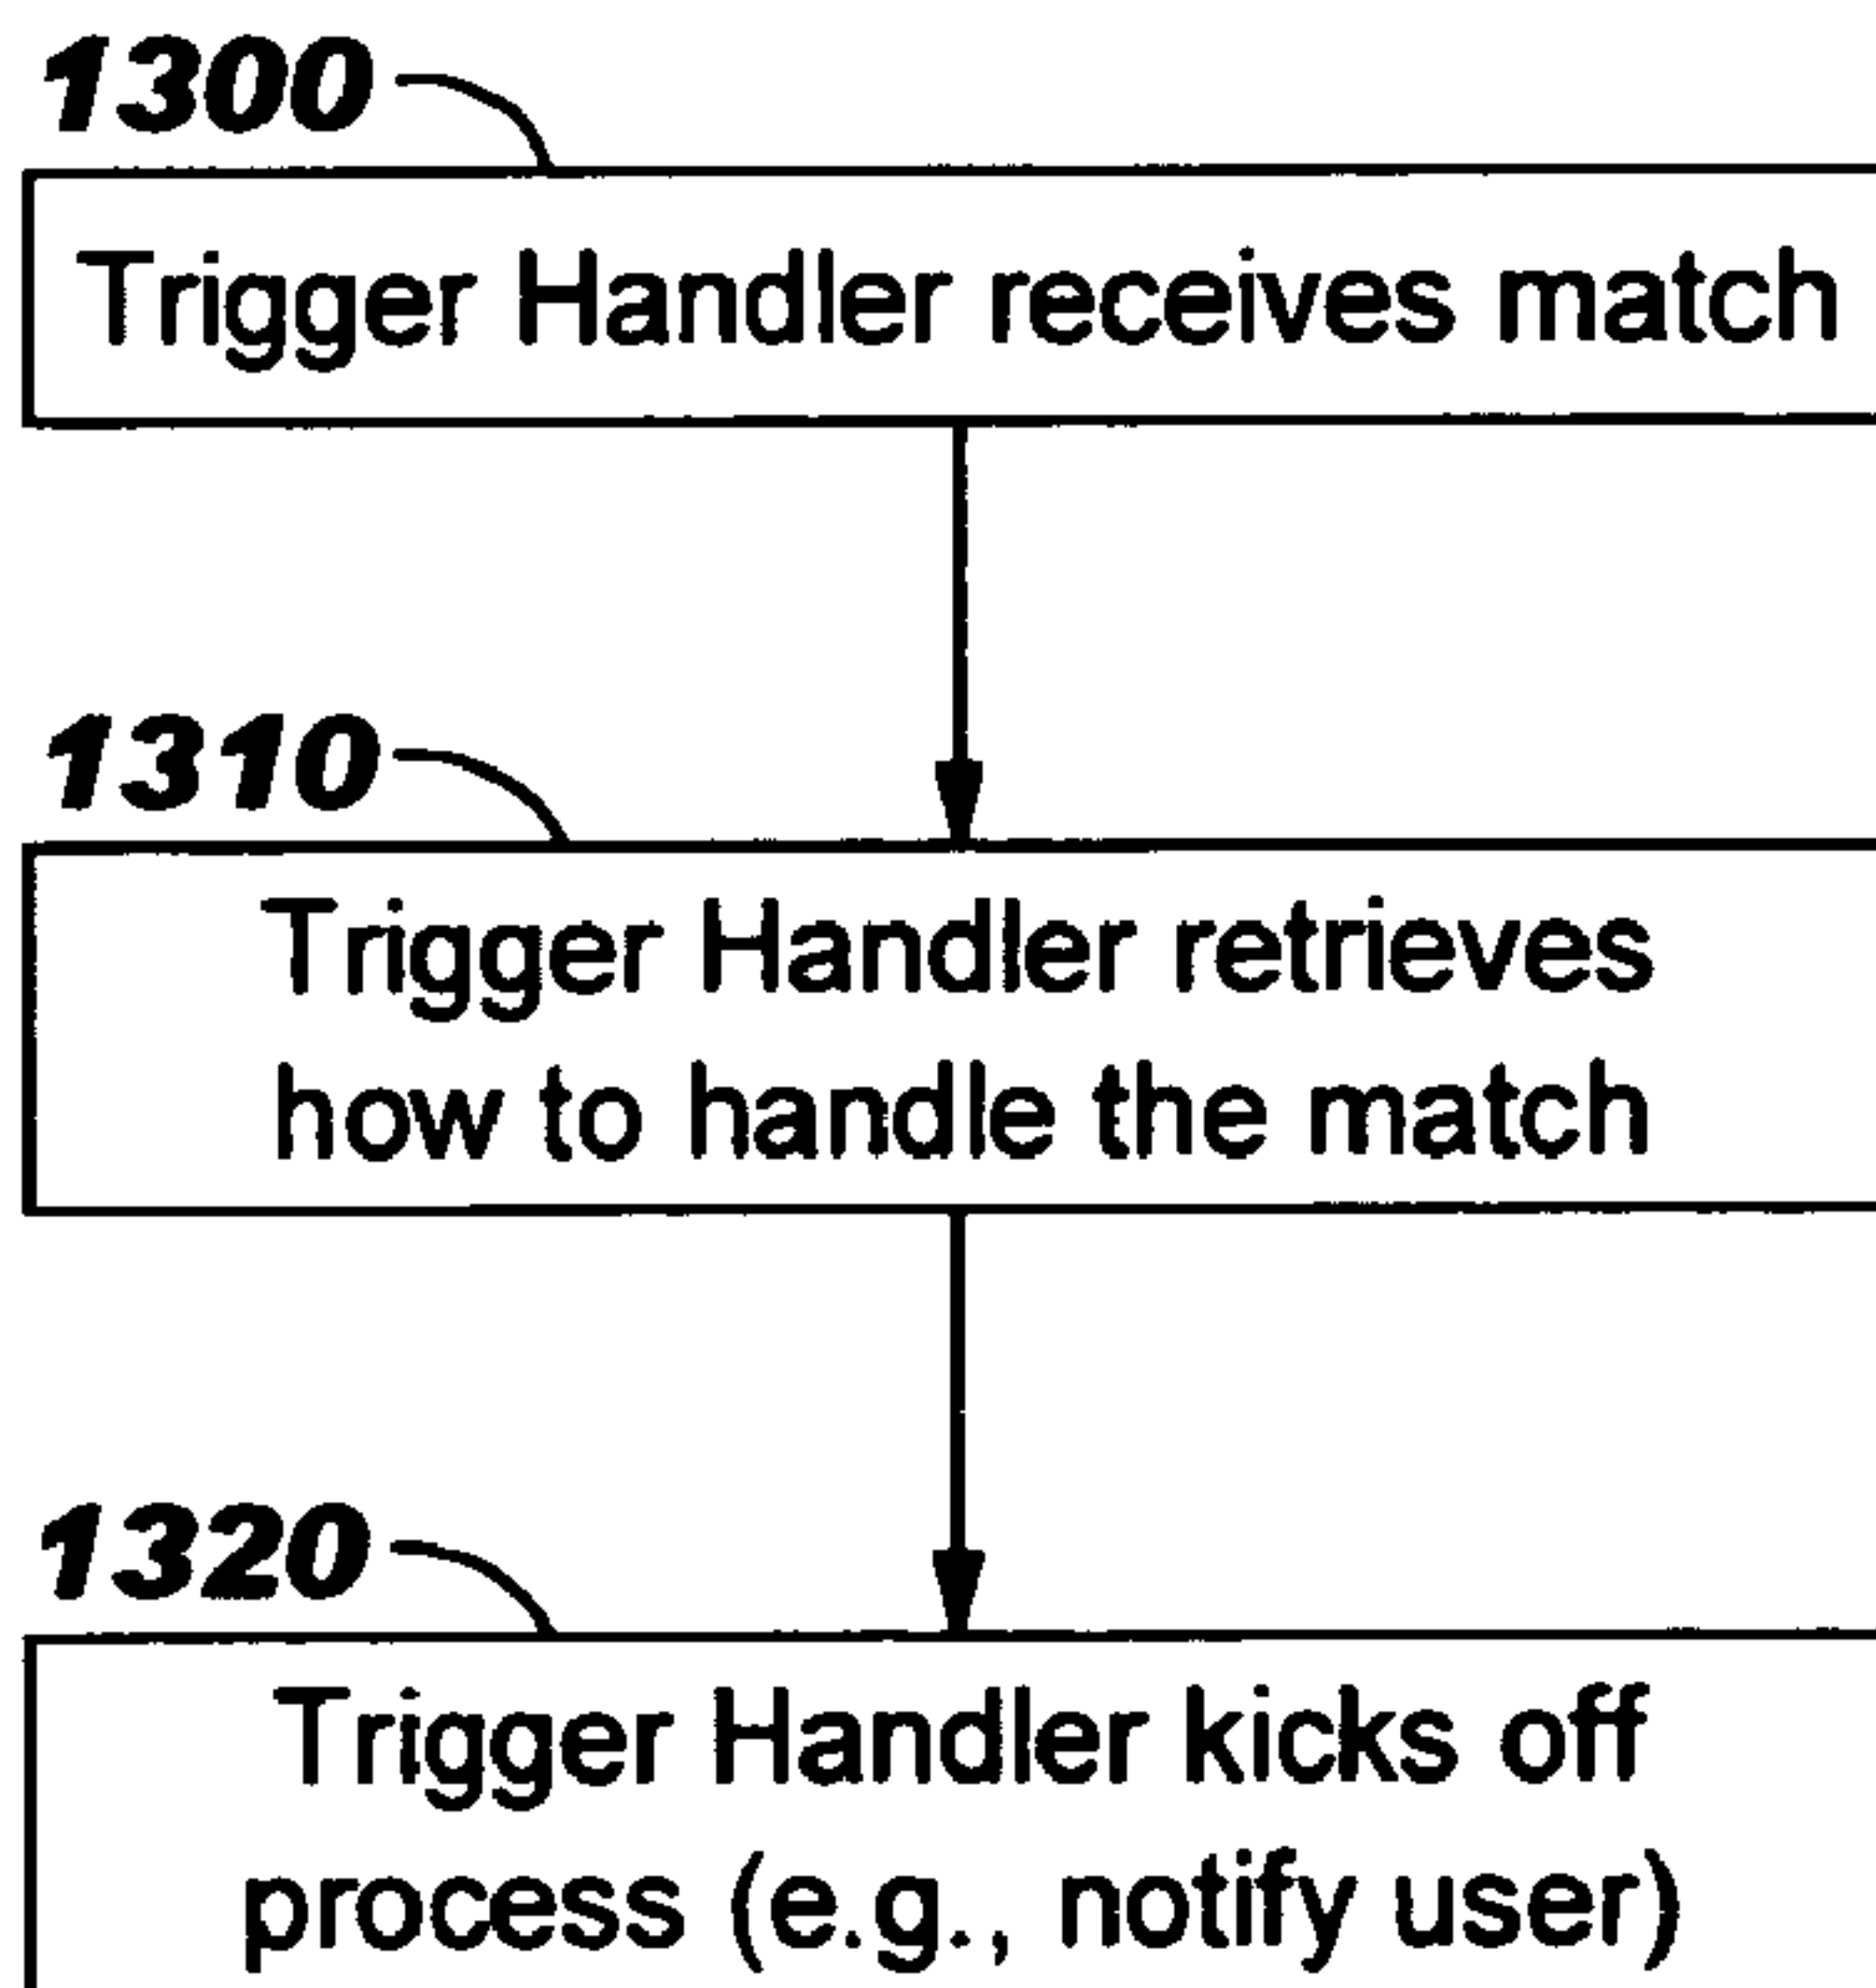 1300
Trigger Handler receives match
1310
Trigger Handler retrieves
how to handle the match
1320
Trigger Handler kicks off
process (e.g., notify user)